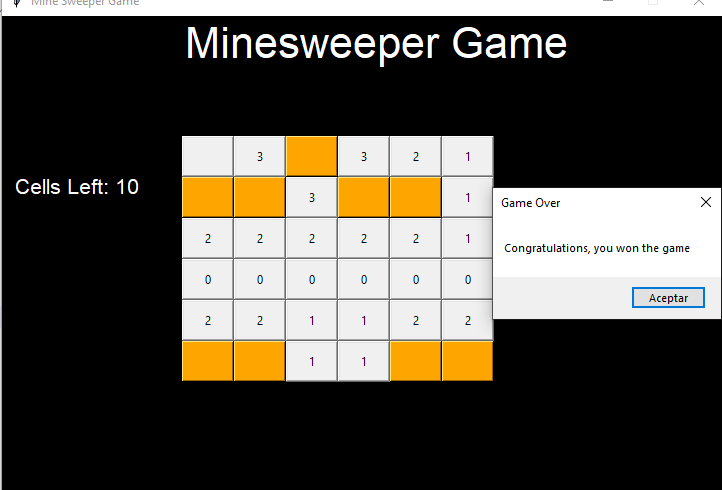 Mine Sweeper Game
Minesweeper Game
3 3 2 1
Cells Left: 10
3 1
Game Over
2 2 2 2 2 1
Congratulations, you won the game
0 0 0 0 0 0
Aceptar
2 2 1 1 2 2
1 1